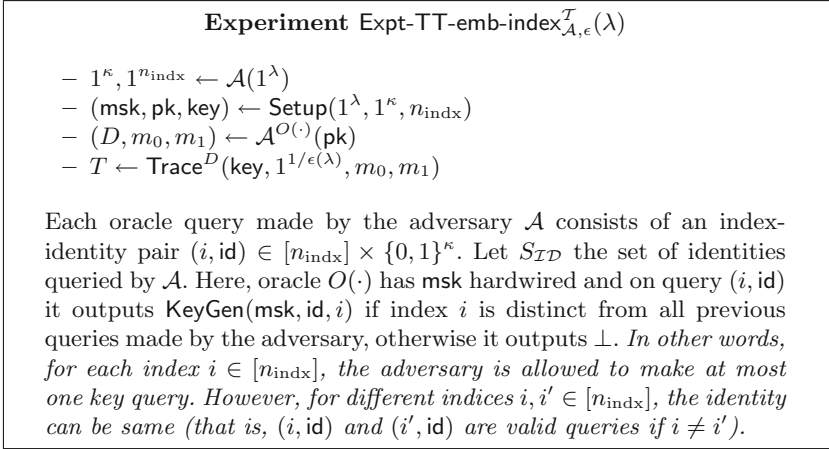 Experiment Expt-TT-emb-index^𝒯_{𝒜,ϵ}(λ)
– 1^κ, 1^{n_indx} ← 𝒜(1^λ)
– (msk, pk, key) ← Setup(1^λ, 1^κ, n_indx)
– (D, m_0, m_1) ← 𝒜^{O(·)}(pk)
– T ← Trace^D(key, 1^{1/ϵ(λ)}, m_0, m_1)
Each oracle query made by the adversary 𝒜 consists of an index-
identity pair (i, id) ∈ [n_indx] × {0, 1}^κ. Let S_{ℐ𝒟} the set of identities
queried by 𝒜. Here, oracle O(·) has msk hardwired and on query (i, id)
it outputs KeyGen(msk, id, i) if index i is distinct from all previous
queries made by the adversary, otherwise it outputs ⊥. In other words,
for each index i ∈ [n_indx], the adversary is allowed to make at most
one key query. However, for different indices i, i′ ∈ [n_indx], the identity
can be same (that is, (i, id) and (i′, id) are valid queries if i ≠ i′).